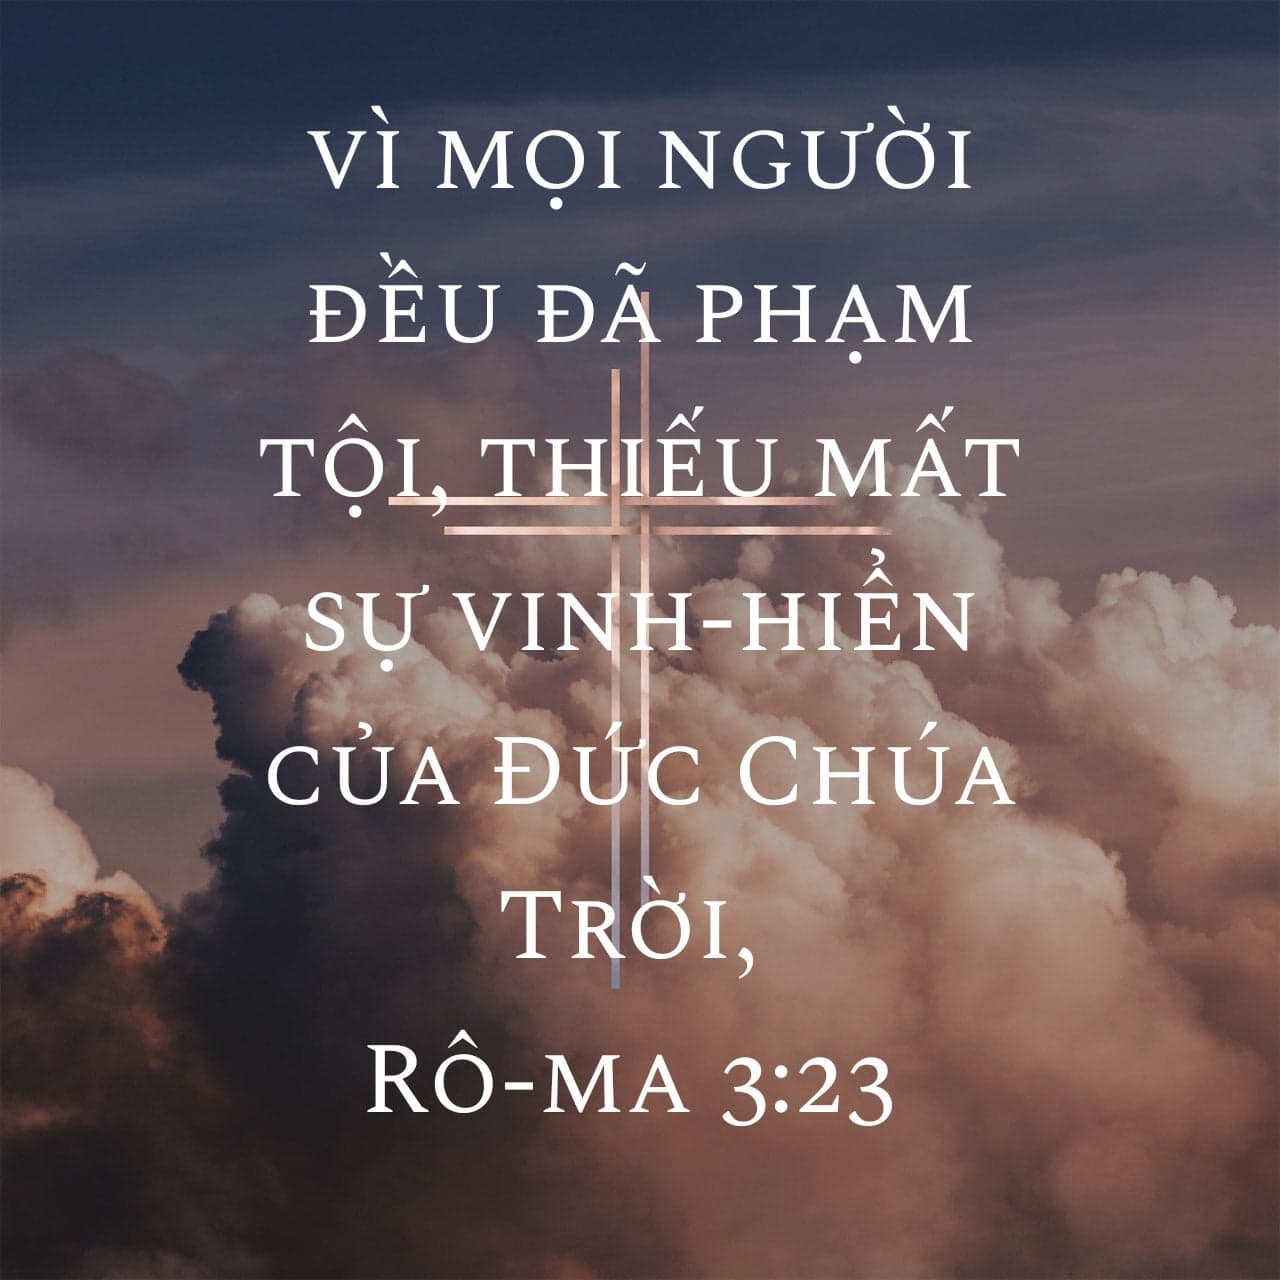 vì mọi người
đều đã phạm
tội, thiếu mất
sự vinh-hiển
của Đức Chúa
Trời,
Rô-ma 3:23